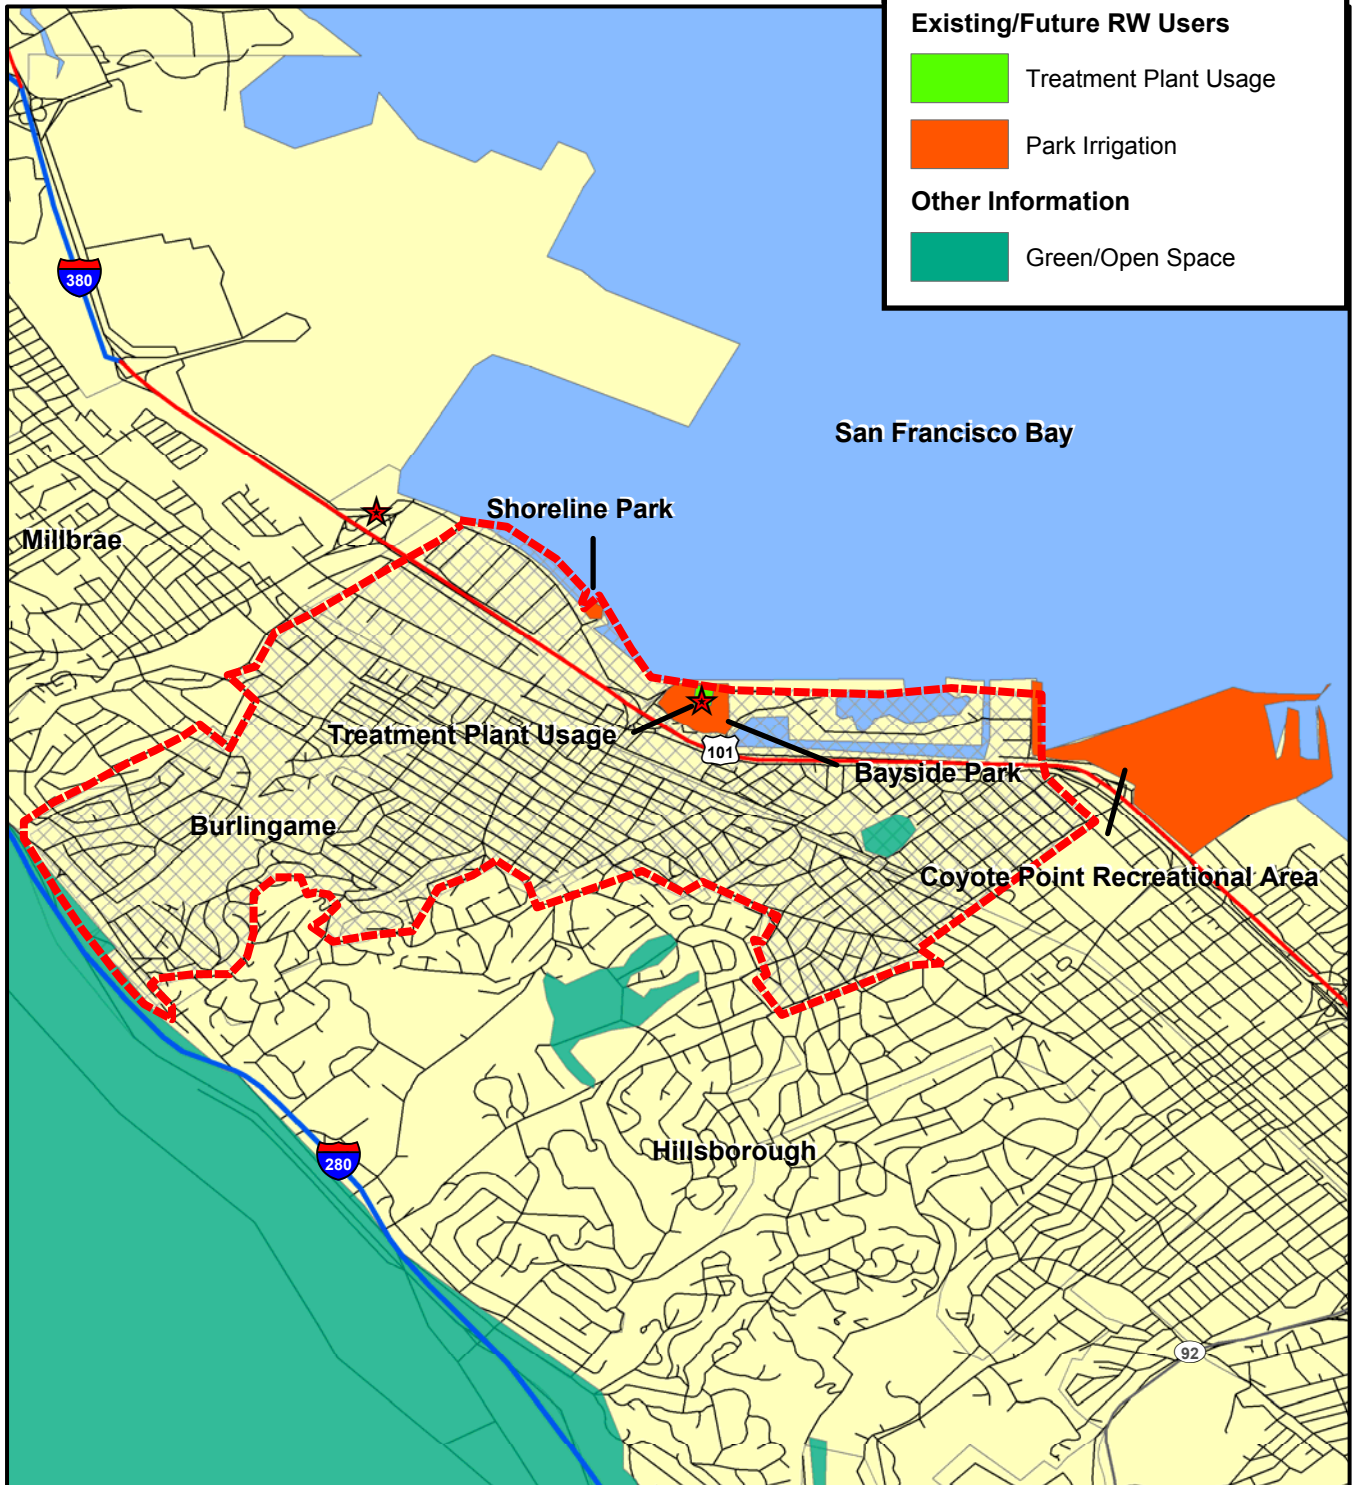 Existing/Future RW Users
Treatment Plant Usage
Park Irrigation
Other Information
Green/Open Space
380
San Francisco Bay
Shoreline Park
Millbrae
Treatment Plant Usage
101
Bayside Park
Burlingame
Coyote Point Recreational Area
Hillsborough
280
92